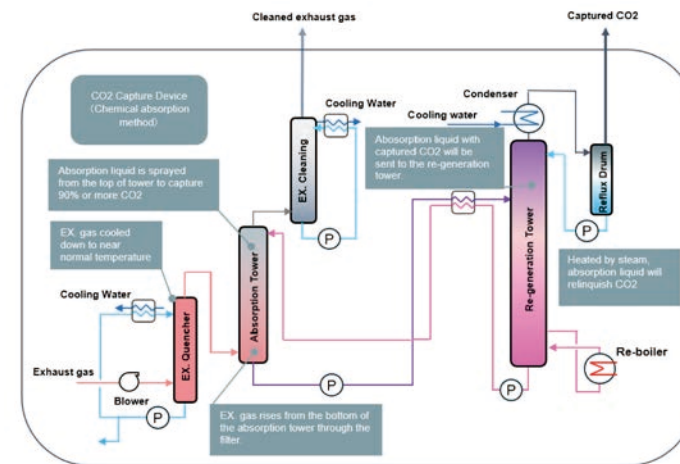 Cleaned exhaust gas
Captured CO2
CO2 Capture Device
(Chemical absorption
method)
Cooling Water
Condenser
Cooling water
Absorption liquid is sprayed
from the top of tower to capture
90% or more CO2
EX. Cleaning
Abosorption liquid with
captured CO2 will be
sent to the re-generation
tower.
Reflux Drum
P
P
EX. gas cooled
down to near
normal temperature
Absorption Tower
Re-generation Tower
Heated by steam,
absorption liquid will
relinquish CO2
Cooling Water
EX. Quencher
Exhaust gas
Blower
Re-boiler
P
P
P
EX. gas rises from the bottom of
the absorption tower through the
filter.